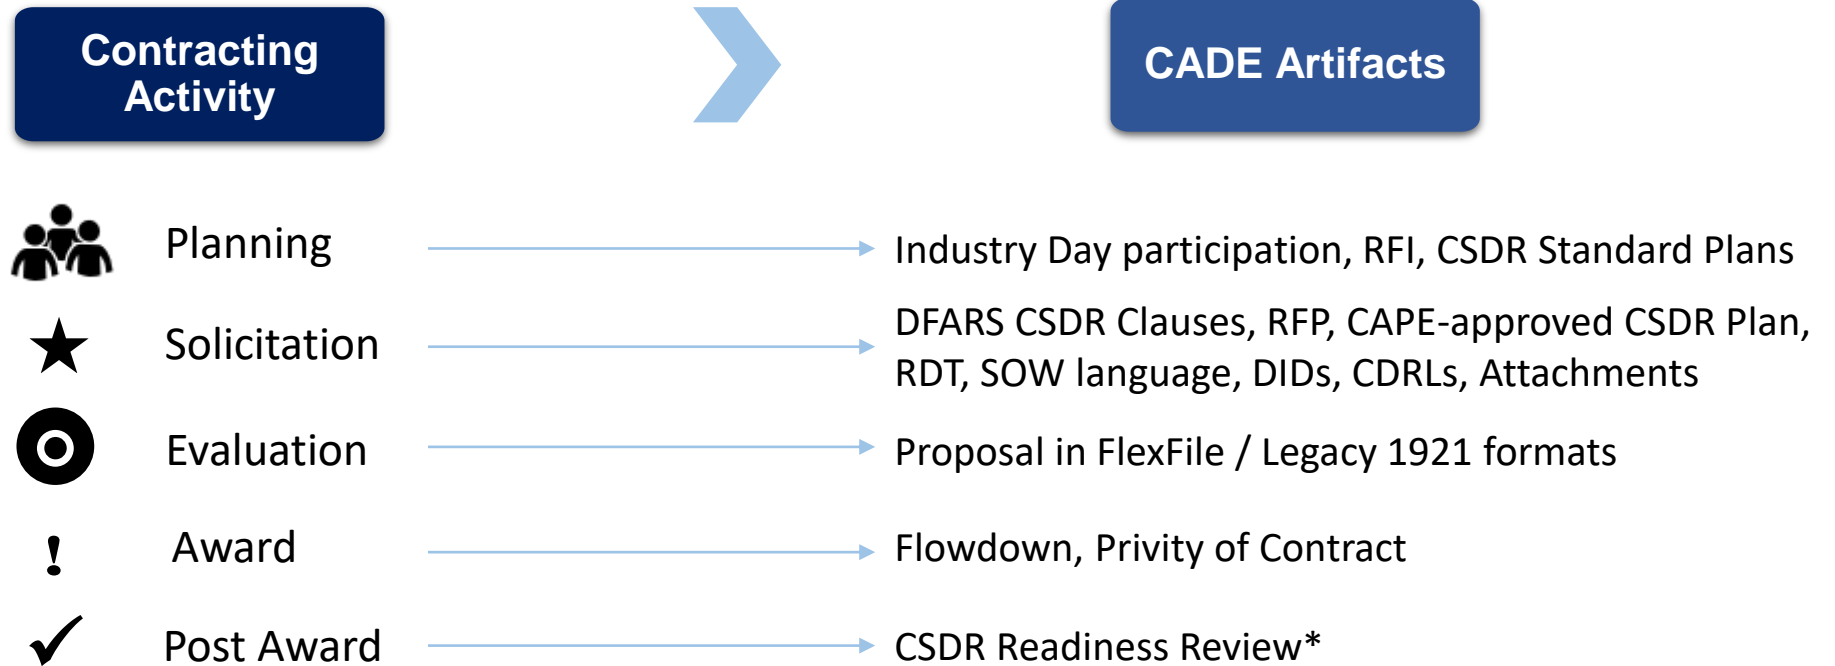 Contracting
Activity
CADE Artifacts
Planning
Industry Day participation, RFI, CSDR Standard Plans
Solicitation
DFARS CSDR Clauses, RFP, CAPE-approved CSDR Plan,
RDT, SOW language, DIDs, CDRLs, Attachments
Evaluation
Proposal in FlexFile / Legacy 1921 formats
! Award
Flowdown, Privity of Contract
Post Award
CSDR Readiness Review*